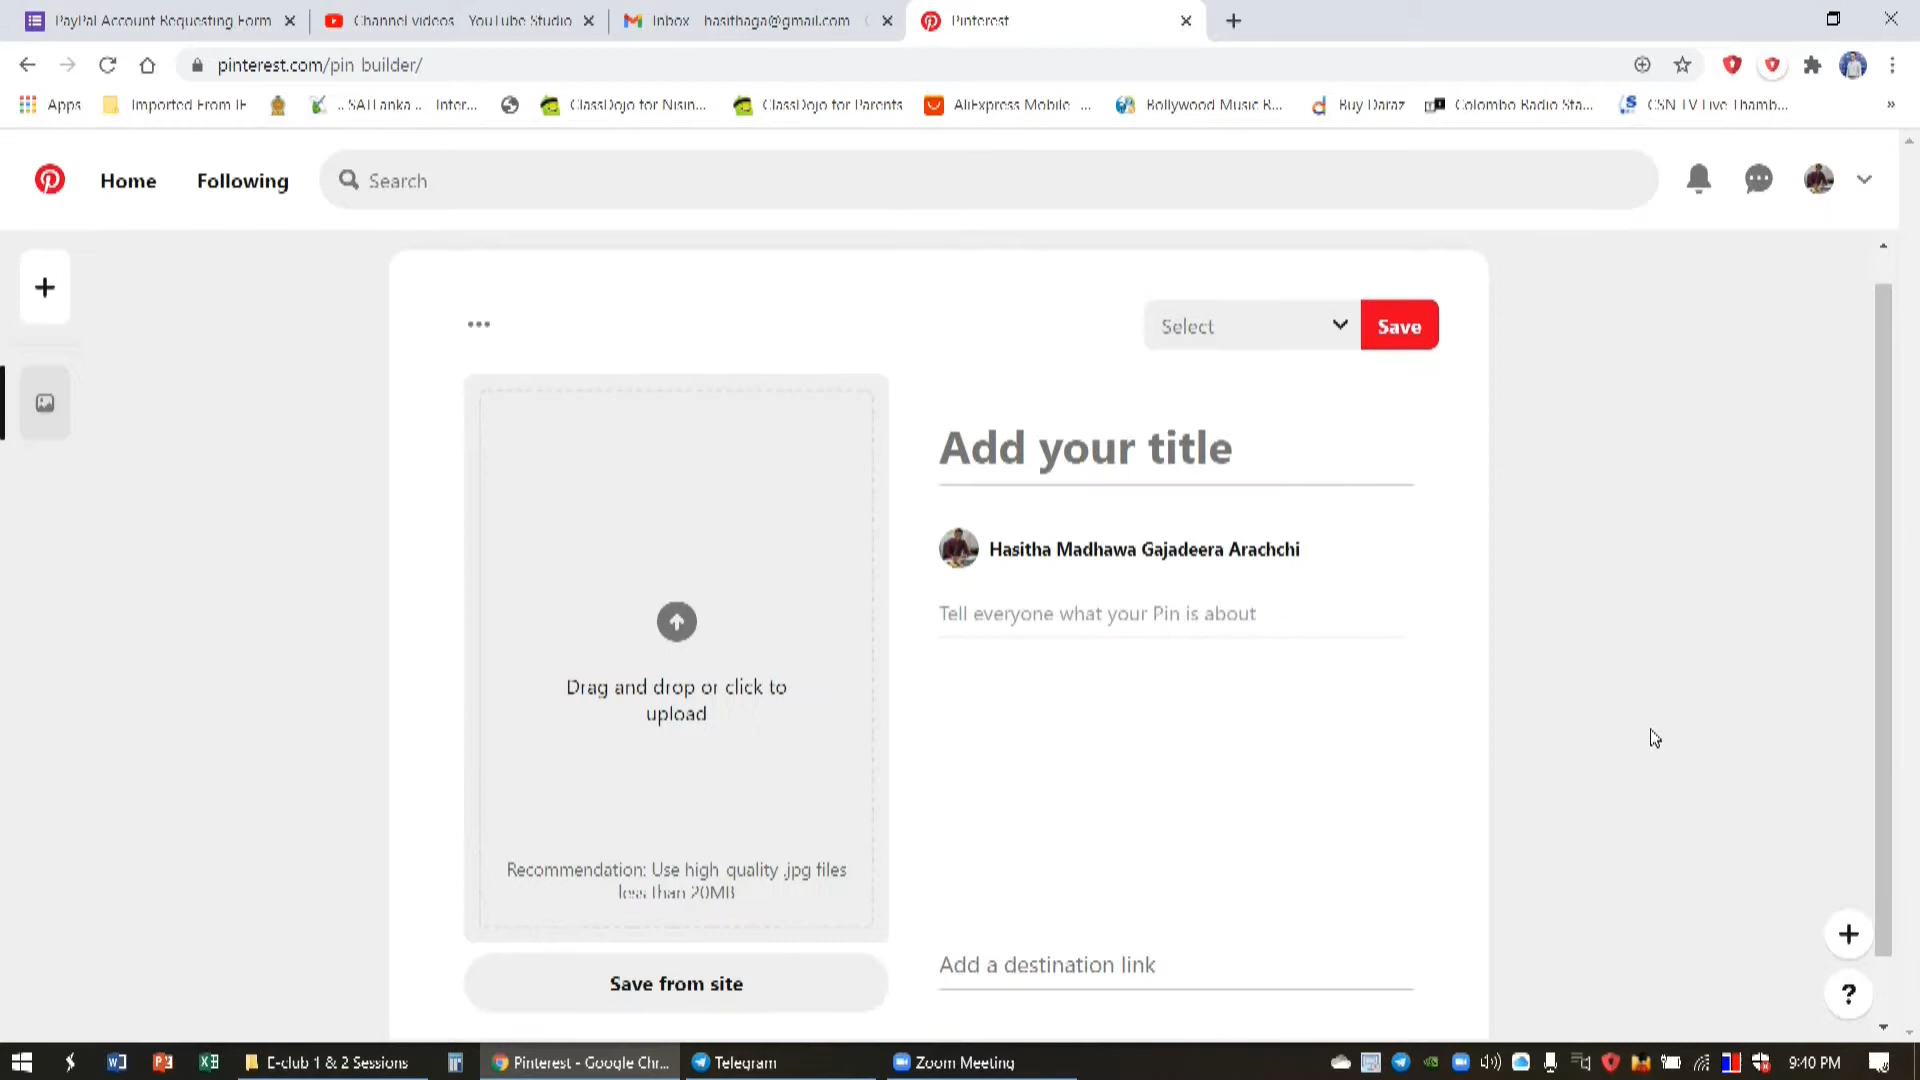 PayPal Account Requesting Form
Channel videos YouTube Studio
Inbox hasithaga@gmail.com
Pinterest
pinterest.com/pin builder/
Apps
Imported From IE
.. SATLanka .. Inter...
ClassDojo for Nisin...
ClassDojo for Parents
AliExpress Mobile ...
Bollywood Music R...
Buy Daraz
Colombo Radio Sta...
CSN TV Live Thamb...
»
Home
Following
Search
Select
Save
Add your title
Hasitha Madhawa Gajadeera Arachchi
Tell everyone what your Pin is about
Drag and drop or click to
upload
Recommendation: Use high quality .jpg files
less than 20MB
Add a destination link
Save from site
?
E-club 1 & 2 Sessions
Pinterest - Google Chr...
Telegram
Zoom Meeting
9:40 PM